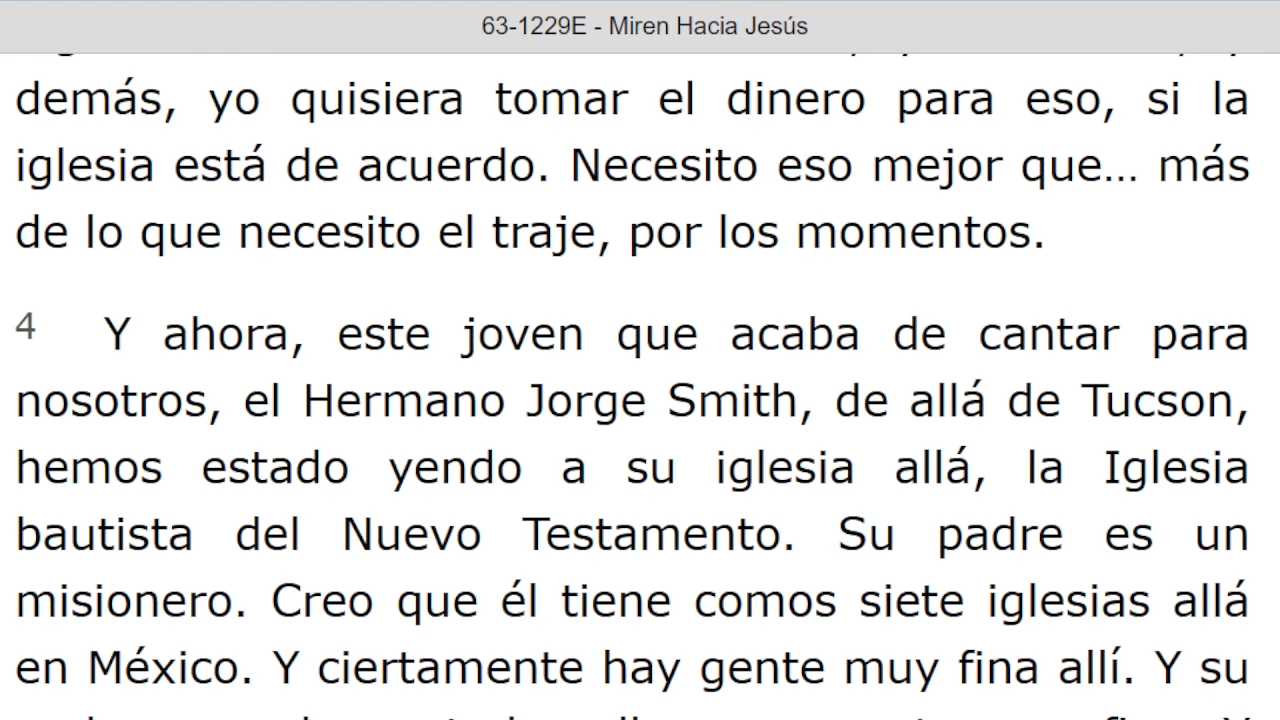 63-1229E - Miren Hacia Jesús
demás, yo quisiera tomar el dinero para eso, si la
iglesia está de acuerdo. Necesito eso mejor que... más
de lo que necesito el traje, por los momentos.
4 Y ahora, este joven que acaba de cantar para
nosotros, el Hermano Jorge Smith, de allá de Tucson,
hemos estado yendo a su iglesia allá, la Iglesia
bautista del Nuevo Testamento. Su padre es un
misionero. Creo que él tiene comos siete iglesias allá
en México. Y ciertamente hay gente muy fina allí. Y su